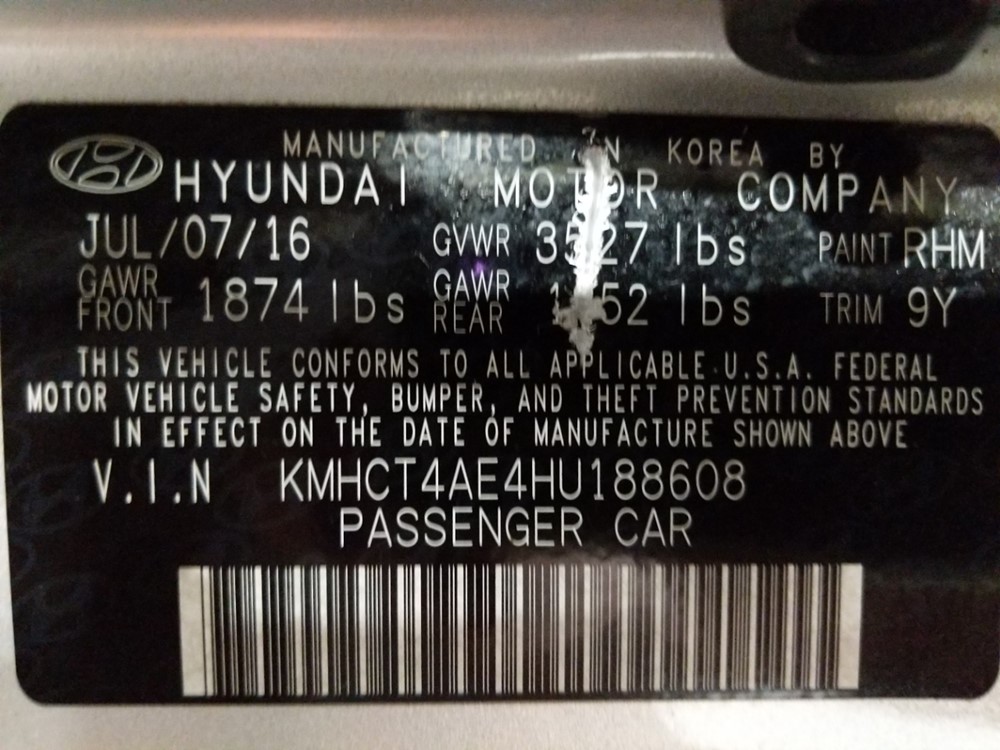 MANUFACTURED IN KOREA BY
HYUNDAI MOTOR COMPANY
JUL/07/16 GVWR 3527 lbs PAINT RHM
GAWR FRONT 1874 lbs GAWR REAR lbs TRIM 9Y
THIS VEHICLE CONFORMS TO ALL APPLICABLE U.S.A. FEDERAL
MOTOR VEHICLE SAFETY, BUMPER, AND THEFT PREVENTION STANDARDS
IN EFFECT ON THE DATE OF MANUFACTURE SHOWN ABOVE
V.I.N KMHCT4AE4HU188608
PASSENGER CAR